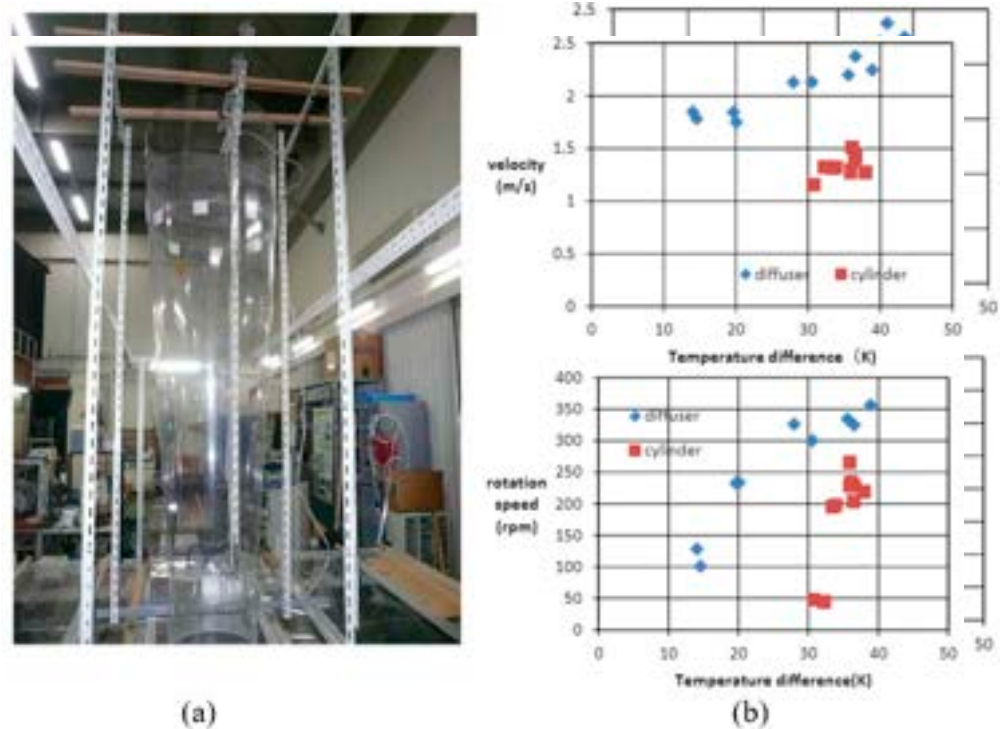 2.5
2.5
2
1.5
1
0.5
0
velocity
(m/s)
diffuser
cylinder
0 10 20 30 40 50
50
Temperature difference (K)
400
350
300
250
200
150
100
50
0
diffuser
cylinder
rotation
speed
(rpm)
0 10 20 30 40 50
50
Temperature difference(K)
(a) (b)